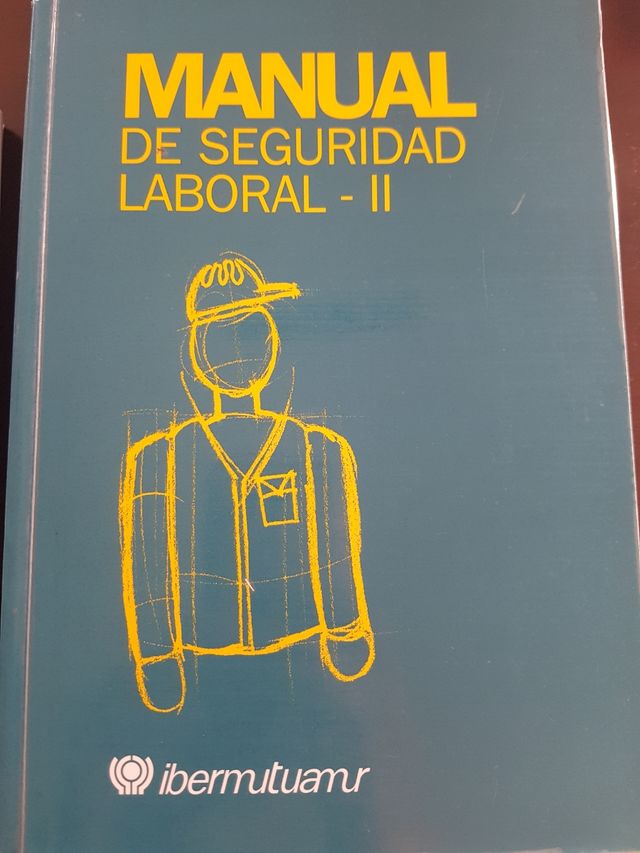 MANUAL
DE SEGURIDAD
LABORAL - II
ibermutuamur